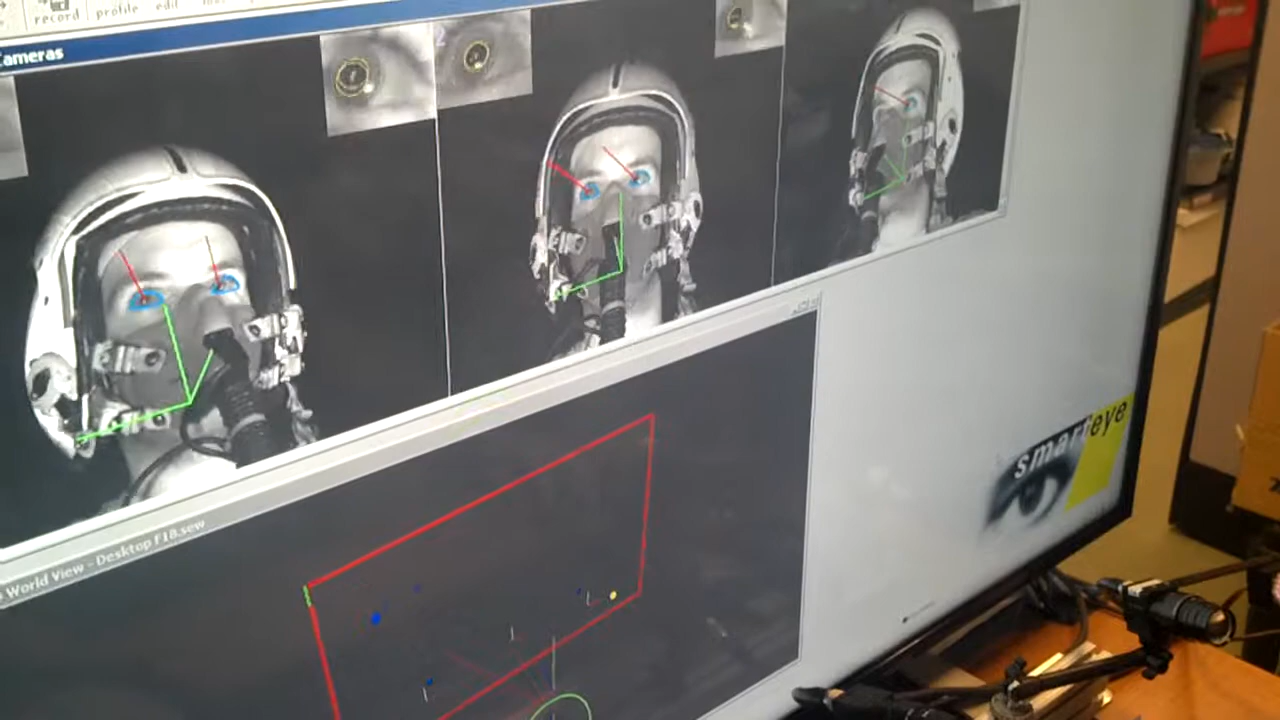 record
profile
edit
Cameras
World View - Desktop F18.sew
smarteye